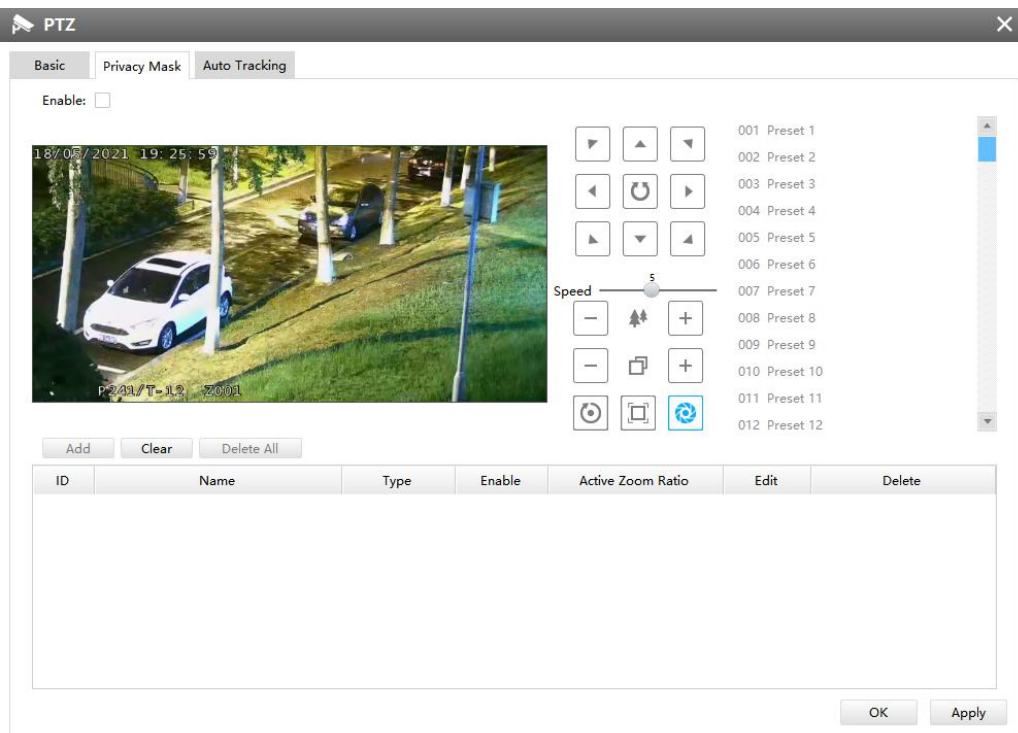 PTZ
Basic Privacy Mask Auto Tracking
Enable:
18/05/2021 19:25:59
P241/T-12 Z001
5
Speed
001 Preset 1
002 Preset 2
003 Preset 3
004 Preset 4
005 Preset 5
006 Preset 6
007 Preset 7
008 Preset 8
009 Preset 9
010 Preset 10
011 Preset 11
012 Preset 12
Add Clear Delete All
ID Name Type Enable Active Zoom Ratio Edit Delete
OK Apply